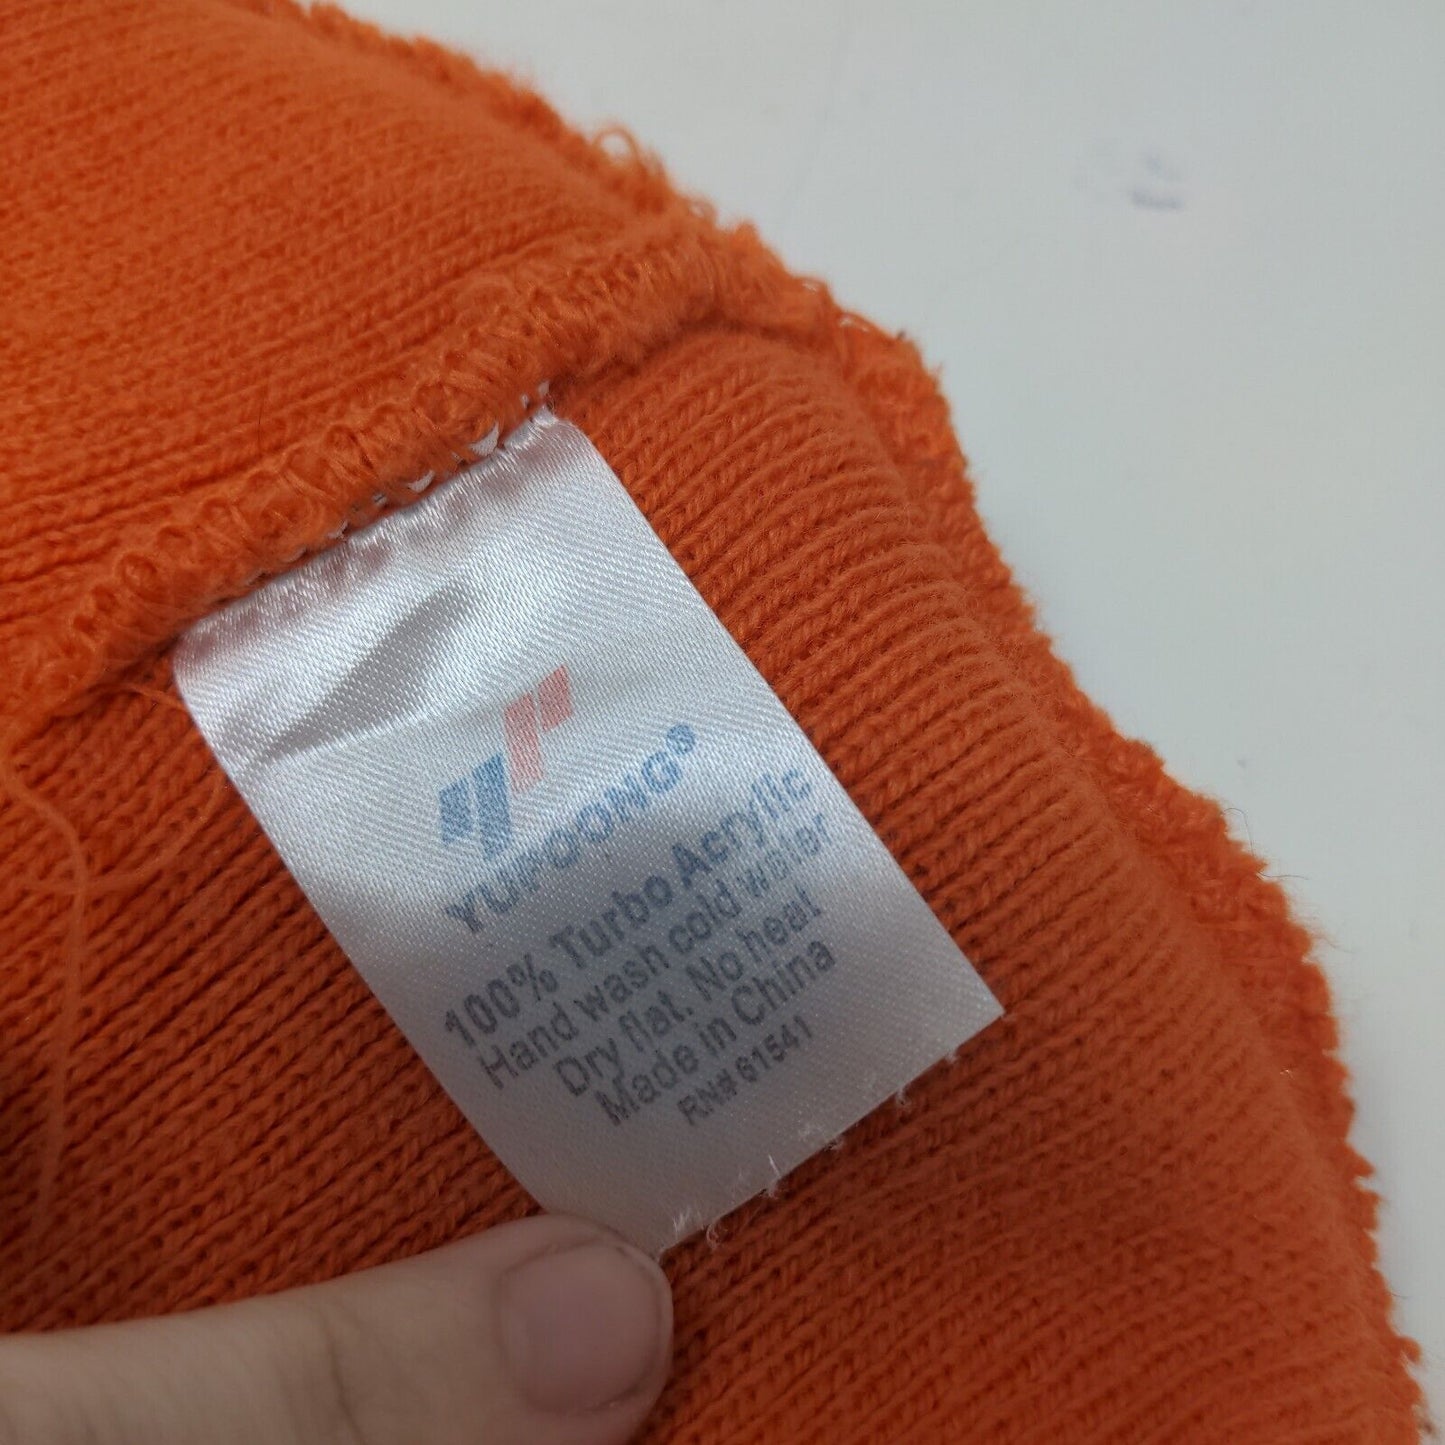 YUPOONG®
100% Turbo Acrylic
Hand wash cold water
Dry flat. No heat
Made in China
RN# 61541